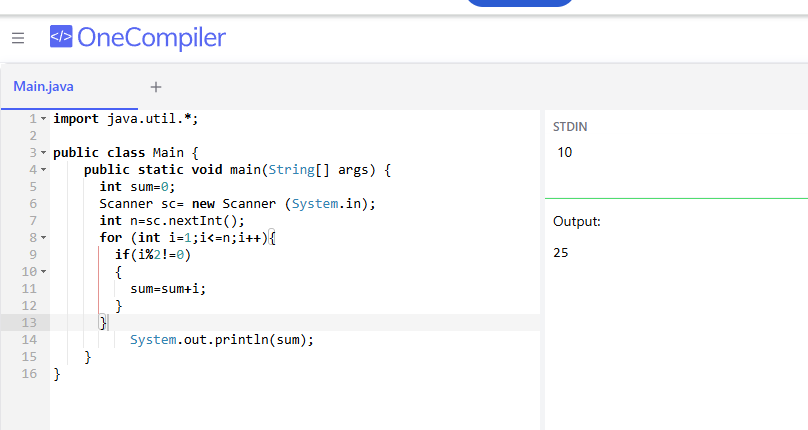 </> OneCompiler
Main.java +
1 import java.util.*;
2
3 public class Main {
4     public static void main(String[] args) {
5       int sum=0;
6       Scanner sc= new Scanner (System.in);
7       int n=sc.nextInt();
8       for (int i=1;i<=n;i++){
9         if(i%2!=0)
10         {
11           sum=sum+i;
12         }
13       }
14           System.out.println(sum);
15     }
16 }
STDIN
10
Output:
25